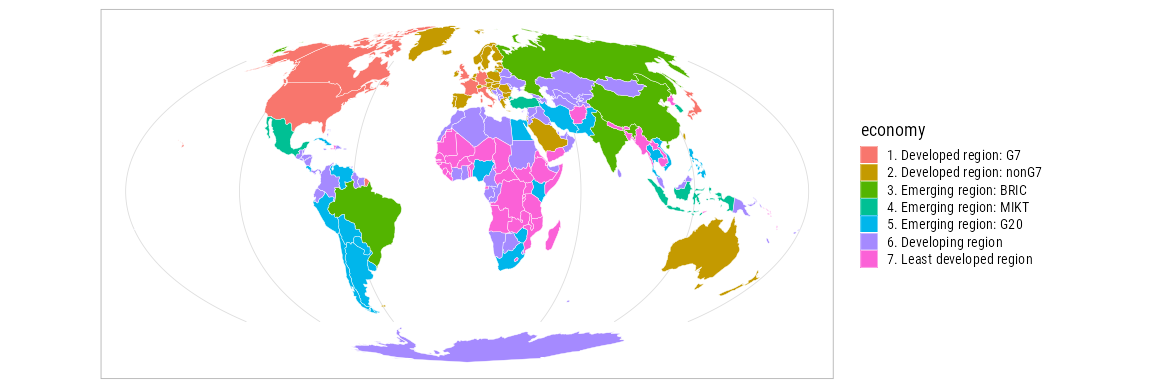 economy
1. Developed region: G7
2. Developed region: nonG7
3. Emerging region: BRIC
4. Emerging region: MIKT
5. Emerging region: G20
6. Developing region
7. Least developed region